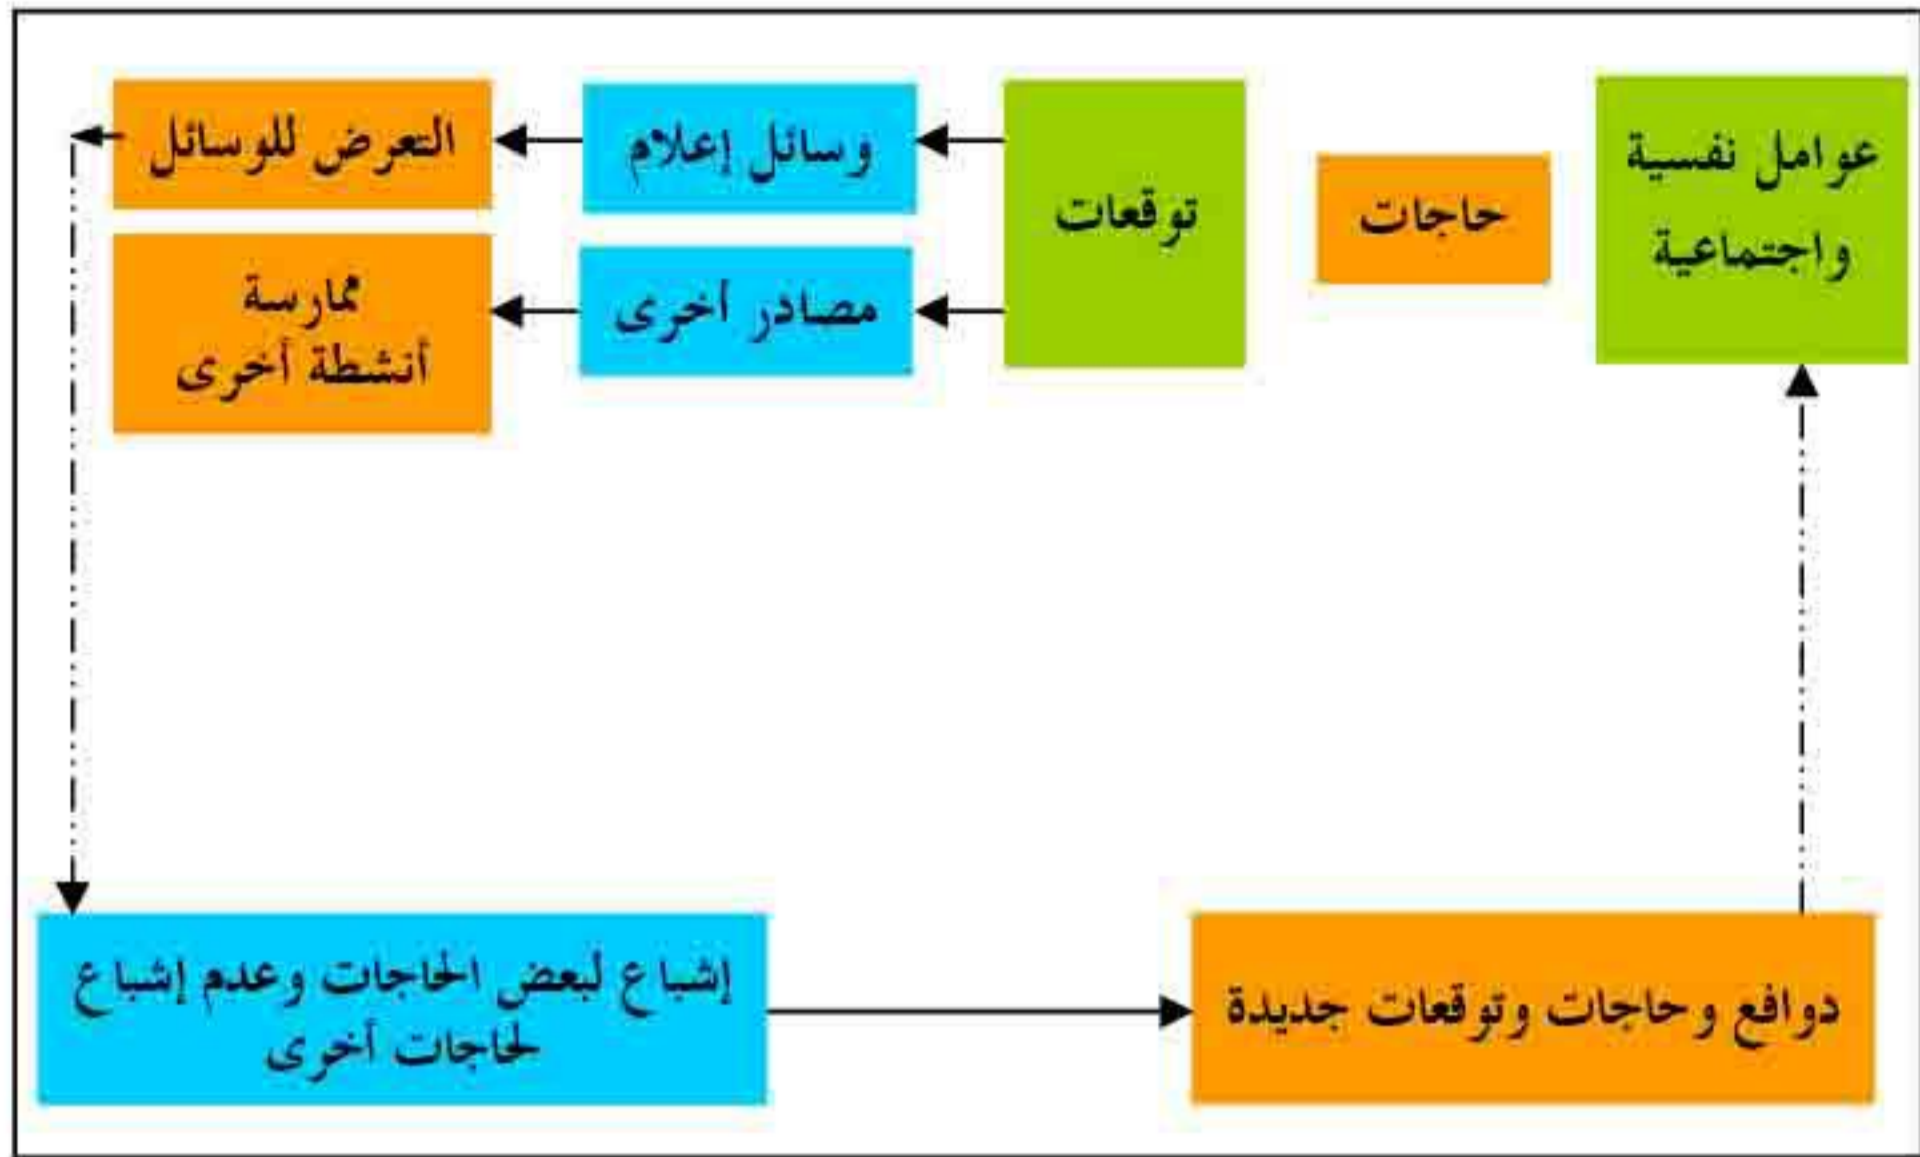 عوامل نفسية
واجتماعية
حاجات
توقعات
وسائل إعلام
التعرض للوسائل
مصادر أخرى
ممارسة
أنشطة أخرى
إشباع لبعض الحاجات وعدم إشباع
لحاجات أخرى
دوافع وحاجات وتوقعات جديدة